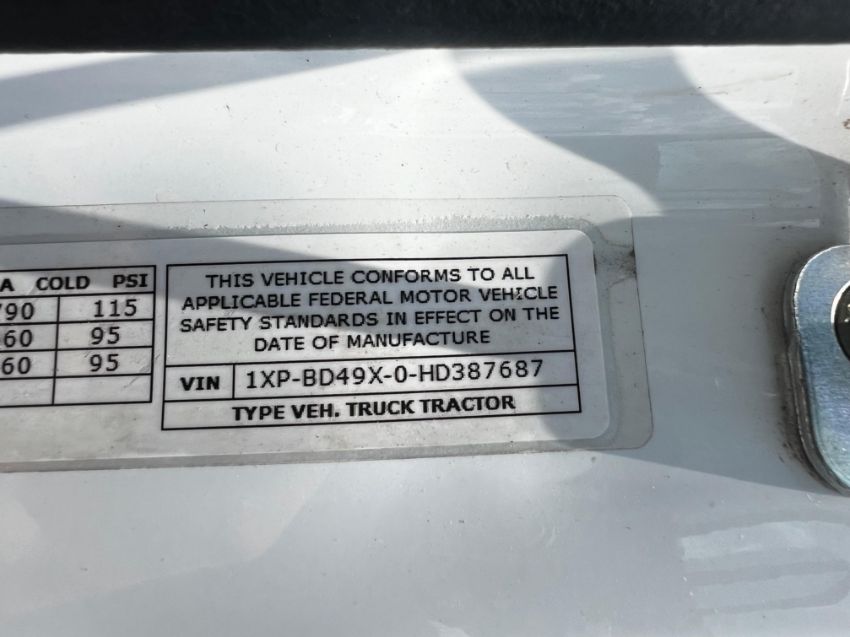 A COLD PSI
790 115
60 95
60 95
THIS VEHICLE CONFORMS TO ALL
APPLICABLE FEDERAL MOTOR VEHICLE
SAFETY STANDARDS IN EFFECT ON THE
DATE OF MANUFACTURE
VIN 1XP-BD49X-0-HD387687
TYPE VEH. TRUCK TRACTOR